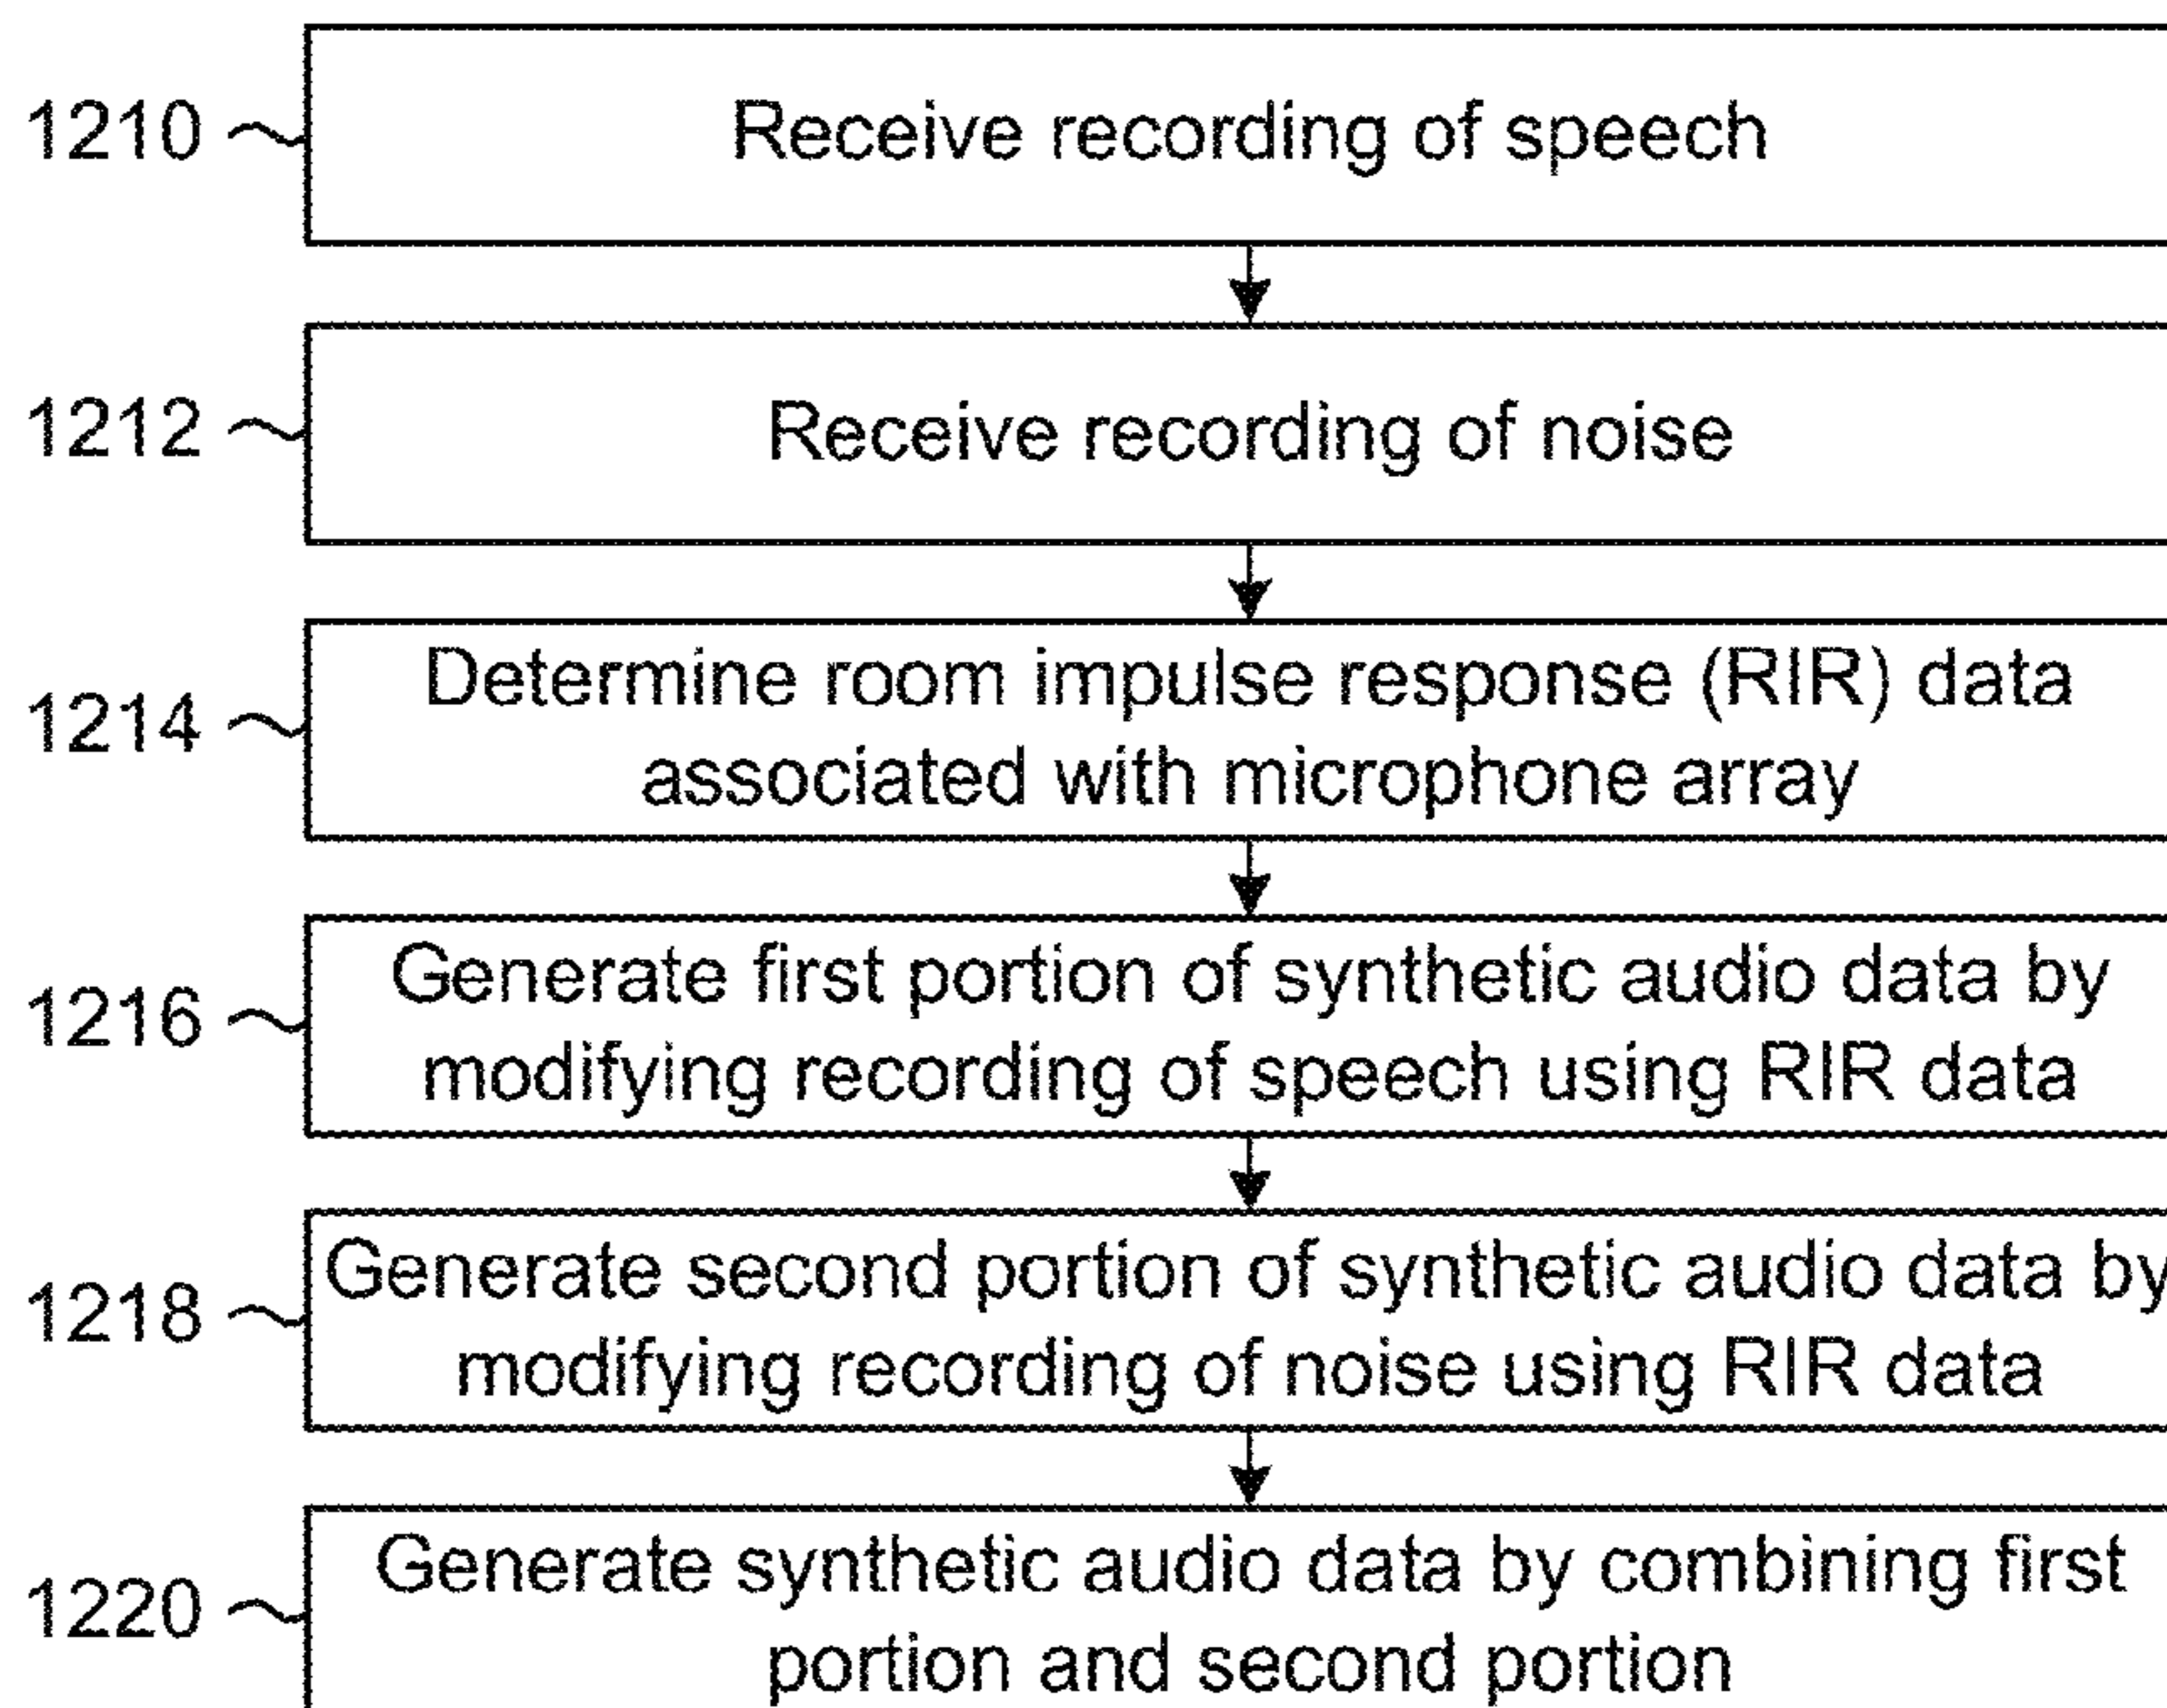 1210
Receive recording of speech
1212
Receive recording of noise
1214
Determine room impulse response (RIR) data
associated with microphone array
1216
Generate first portion of synthetic audio data by
modifying recording of speech using RIR data
1218
Generate second portion of synthetic audio data by
modifying recording of noise using RIR data
1220
Generate synthetic audio data by combining first
portion and second portion